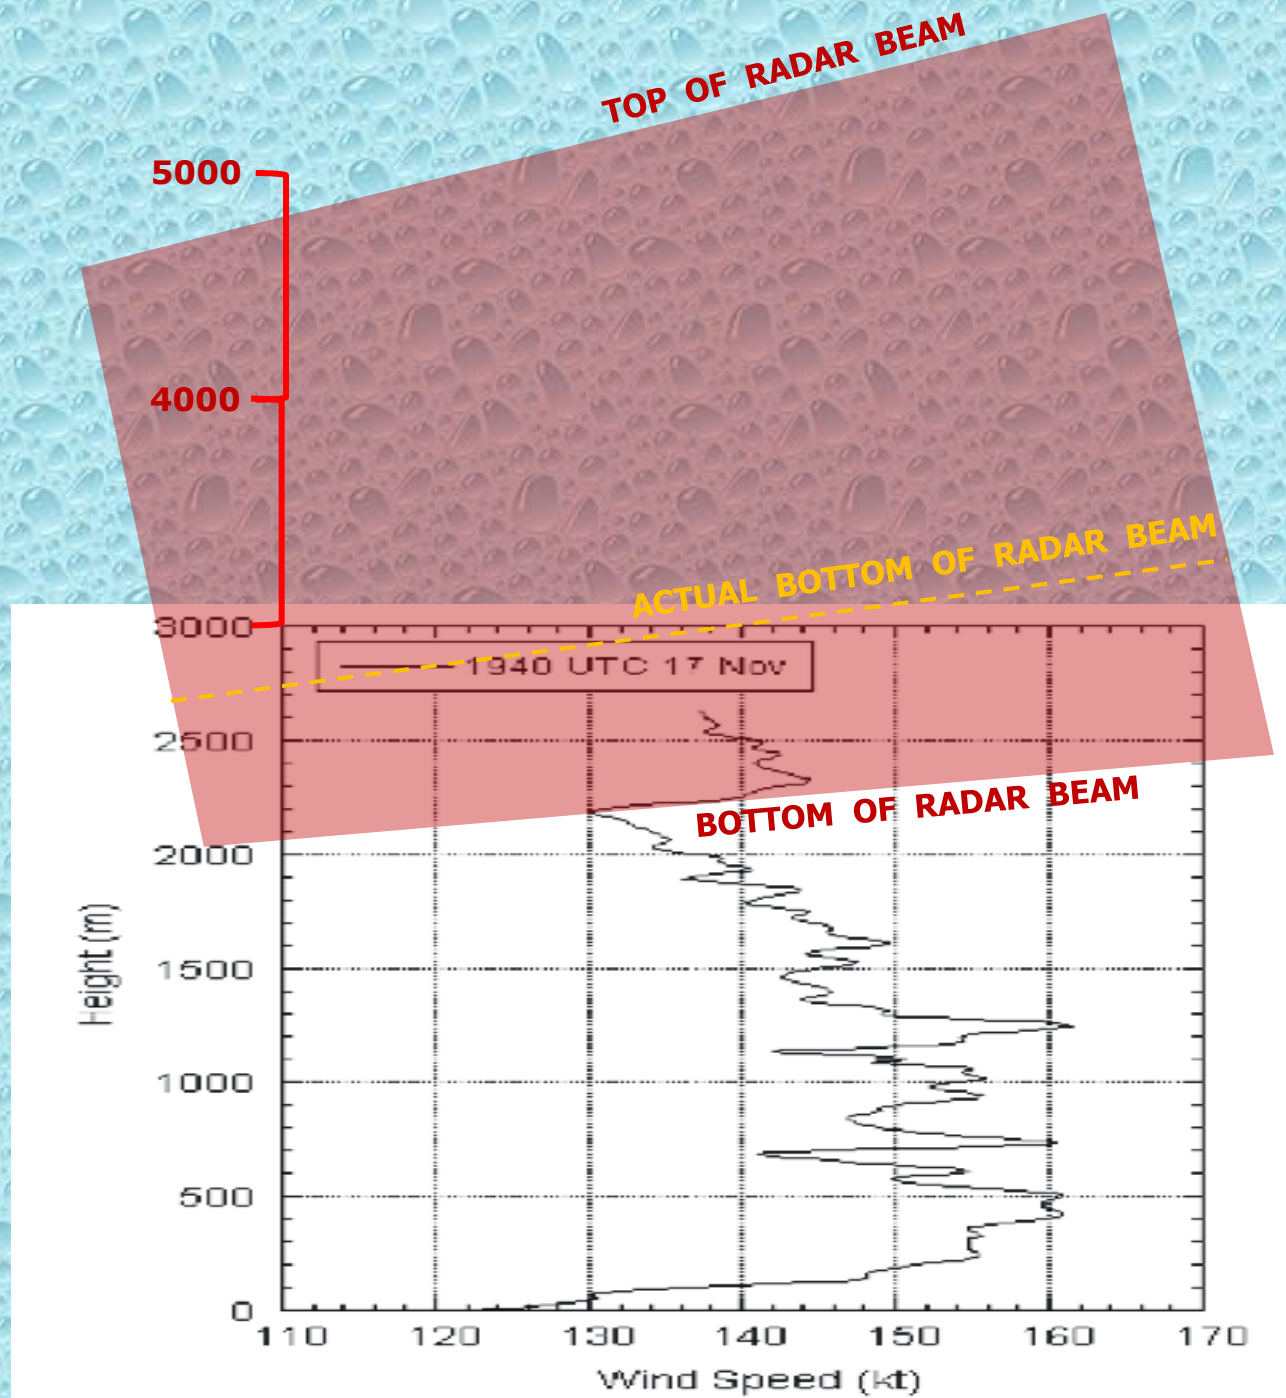 TOP OF RADAR BEAM
5000
4000
ACTUAL BOTTOM OF RADAR BEAM
3000
1940 UTC 17 Nov
2500
BOTTOM OF RADAR BEAM
2000
1500
1000
500
0
Height (m)
110 120 130 140 150 160 170
Wind Speed (kt)